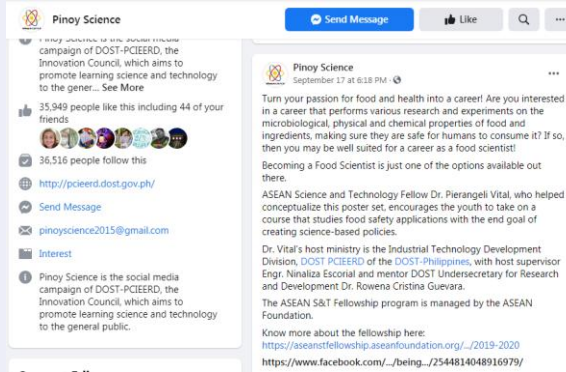 Pinoy Science
Send Message
Like
Pinoy Science is the social media
campaign of DOST-PCIEERD, the
Innovation Council, which aims to
promote learning science and technology
to the gener... See More
35,949 people like this including 44 of your
friends
36,516 people follow this
http://pcieerd.dost.gov.ph/
Send Message
pinoyscience2015@gmail.com
Interest
Pinoy Science is the social media
campaign of DOST-PCIEERD, the
Innovation Council, which aims to
promote learning science and technology
to the general public.
Pinoy Science
September 17 at 6:18 PM ·
Turn your passion for food and health into a career! Are you interested
in a career that performs various research and experiments on the
microbiological, physical and chemical properties of food and
ingredients, making sure they are safe for humans to consume it? If so,
then you may be well suited for a career as a food scientist!
Becoming a Food Scientist is just one of the options available out
there.
ASEAN Science and Technology Fellow Dr. Pierangeli Vital, who helped
conceptualize this poster set, encourages the youth to take on a
course that studies food safety applications with the end goal of
creating science-based policies.
Dr. Vital's host ministry is the Industrial Technology Development
Division, DOST PCIEERD of the DOST-Philippines, with host supervisor
Engr. Ninaliza Escorial and mentor DOST Undersecretary for Research
and Development Dr. Rowena Cristina Guevara.
The ASEAN S&T Fellowship program is managed by the ASEAN
Foundation.
Know more about the fellowship here:
https://aseanstfellowship.aseanfoundation.org/.../2019-2020
https://www.facebook.com/.../being.../2544814048916979/